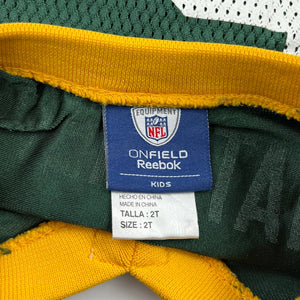 EQUIPMENT
NFL
ONFIELD
Reebok
KIDS
HECHO EN CHINA
MADE IN CHINA
TALLA : 2T
SIZE : 2T